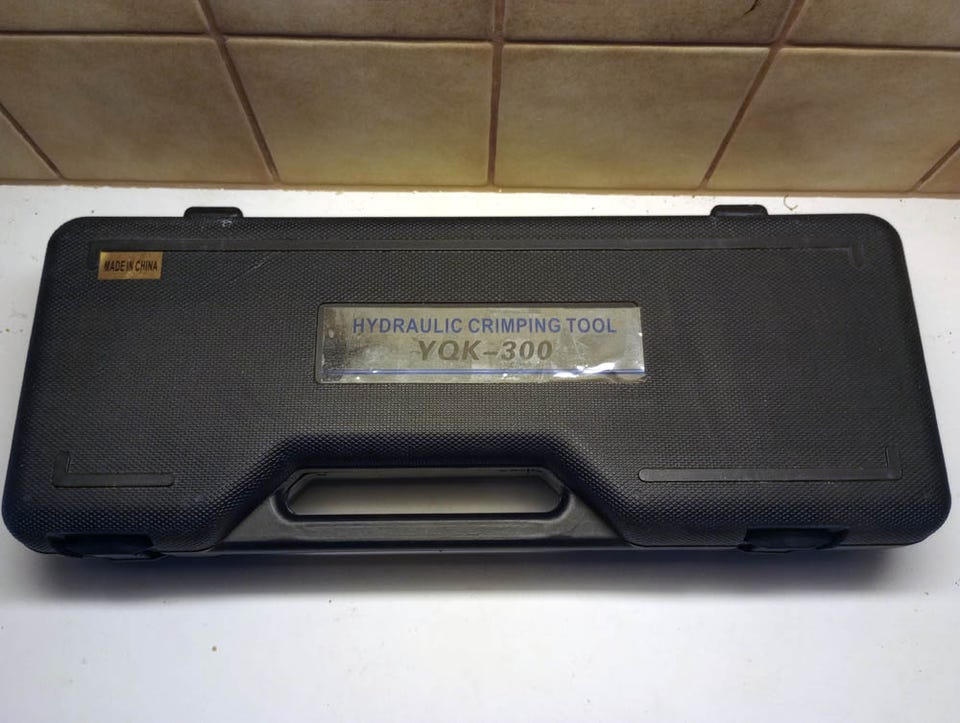 MADE IN CHINA
HYDRAULIC CRIMPING TOOL
YQK-300